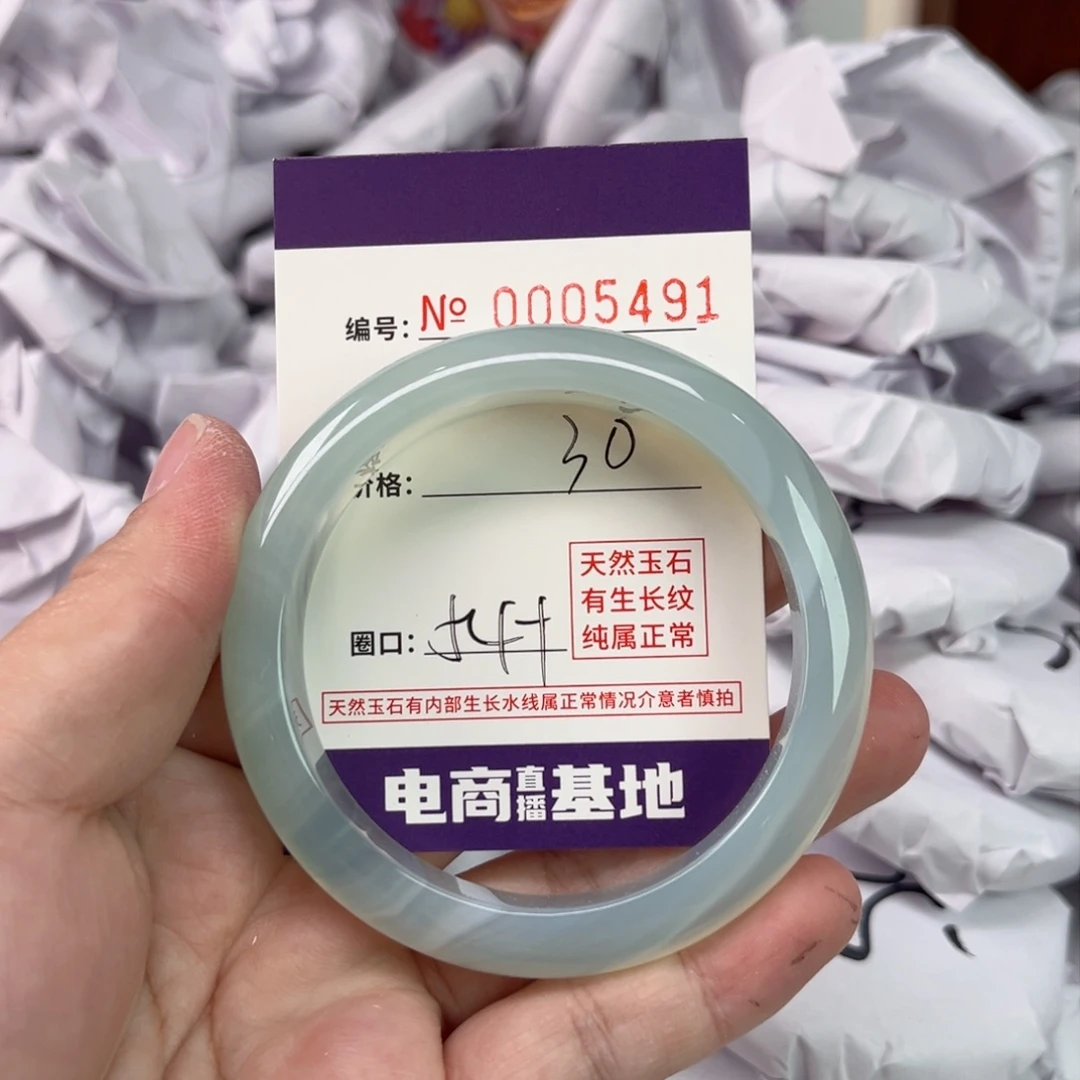 编号: № 0005491
价格: 30
天然玉石
有生长纹
纯属正常
圈口:
天然玉石有内部生长水线属正常情况介意者慎拍
电商直播基地